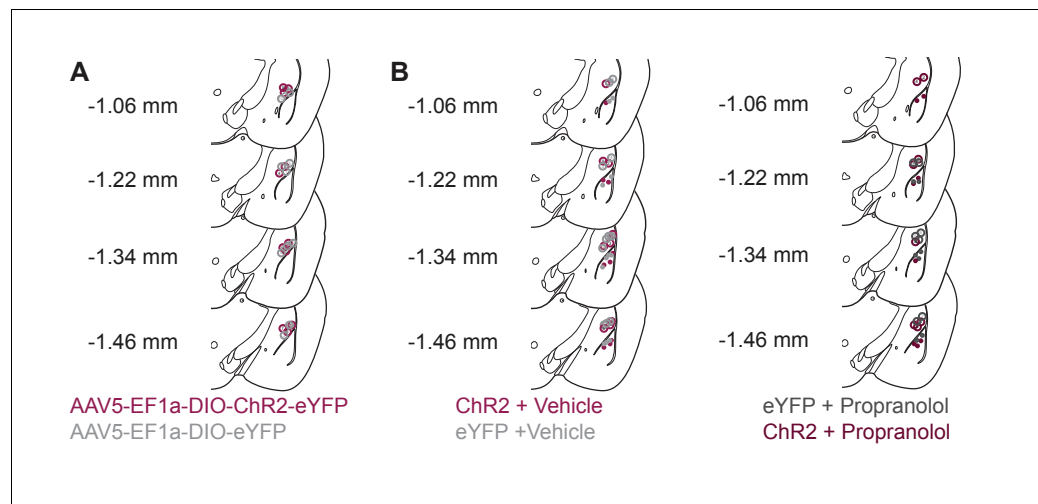 A
-1.06 mm
-1.22 mm
-1.34 mm
-1.46 mm
AAV5-EF1a-DIO-ChR2-eYFP
AAV5-EF1a-DIO-eYFP
B
-1.06 mm
-1.22 mm
-1.34 mm
-1.46 mm
ChR2 + Vehicle
eYFP +Vehicle
-1.06 mm
-1.22 mm
-1.34 mm
-1.46 mm
eYFP + Propranolol
ChR2 + Propranolol